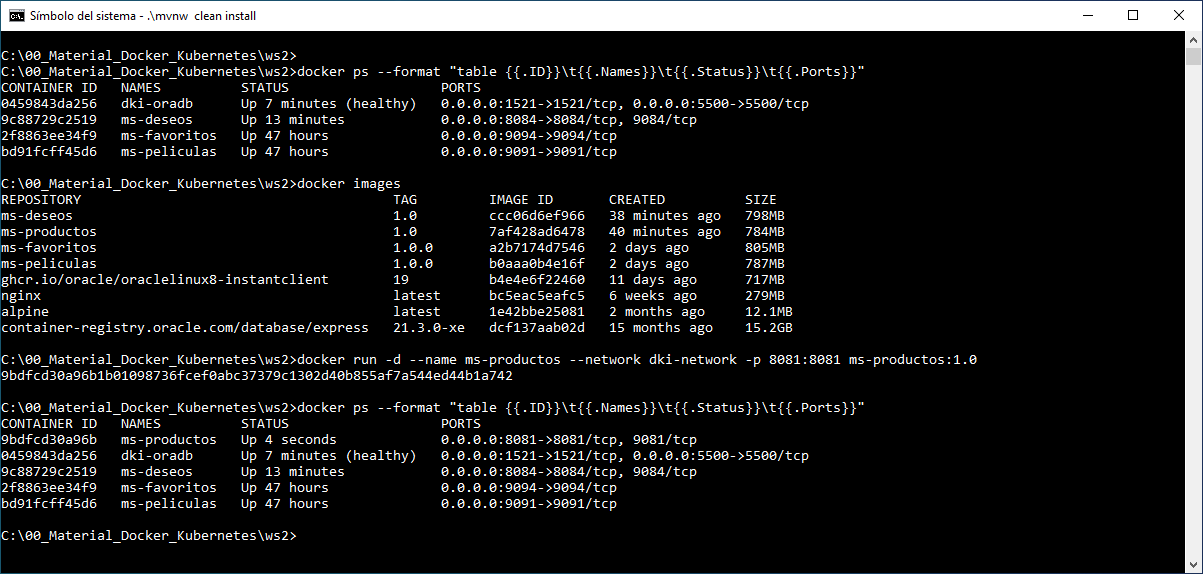 Símbolo del sistema - .\mvnw  clean install
C:\00_Material_Docker_Kubernetes\ws2>
C:\00_Material_Docker_Kubernetes\ws2>docker ps --format "table {{.ID}}\t{{.Names}}\t{{.Status}}\t{{.Ports}}"
CONTAINER ID   NAMES          STATUS                   PORTS
0459843da256   dki-oradb      Up 7 minutes (healthy)   0.0.0.0:1521->1521/tcp, 0.0.0.0:5500->5500/tcp
9c88729c2519   ms-deseos      Up 13 minutes            0.0.0.0:8084->8084/tcp, 9084/tcp
2f8863ee34f9   ms-favoritos   Up 47 hours              0.0.0.0:9094->9094/tcp
bd91fcff45d6   ms-peliculas   Up 47 hours              0.0.0.0:9091->9091/tcp
C:\00_Material_Docker_Kubernetes\ws2>docker images
REPOSITORY                                       TAG         IMAGE ID       CREATED          SIZE
ms-deseos                                        1.0         ccc06d6ef966   38 minutes ago   798MB
ms-productos                                     1.0         7af428ad6478   40 minutes ago   784MB
ms-favoritos                                     1.0.0       a2b7174d7546   2 days ago       805MB
ms-peliculas                                     1.0.0       b0aaa0b4e16f   2 days ago       787MB
ghcr.io/oracle/oraclelinux8-instantclient        19          b4e4e6f22460   11 days ago      717MB
nginx                                            latest      bc5eac5eafc5   6 weeks ago      279MB
alpine                                           latest      1e42bbe25081   2 months ago     12.1MB
container-registry.oracle.com/database/express   21.3.0-xe   dcf137aab02d   15 months ago    15.2GB
C:\00_Material_Docker_Kubernetes\ws2>docker run -d --name ms-productos --network dki-network -p 8081:8081 ms-productos:1.0
9bdfcd30a96b1b01098736fcef0abc37379c1302d40b855af7a544ed44b1a742
C:\00_Material_Docker_Kubernetes\ws2>docker ps --format "table {{.ID}}\t{{.Names}}\t{{.Status}}\t{{.Ports}}"
CONTAINER ID   NAMES          STATUS                   PORTS
9bdfcd30a96b   ms-productos   Up 4 seconds             0.0.0.0:8081->8081/tcp, 9081/tcp
0459843da256   dki-oradb      Up 7 minutes (healthy)   0.0.0.0:1521->1521/tcp, 0.0.0.0:5500->5500/tcp
9c88729c2519   ms-deseos      Up 13 minutes            0.0.0.0:8084->8084/tcp, 9084/tcp
2f8863ee34f9   ms-favoritos   Up 47 hours              0.0.0.0:9094->9094/tcp
bd91fcff45d6   ms-peliculas   Up 47 hours              0.0.0.0:9091->9091/tcp
C:\00_Material_Docker_Kubernetes\ws2>